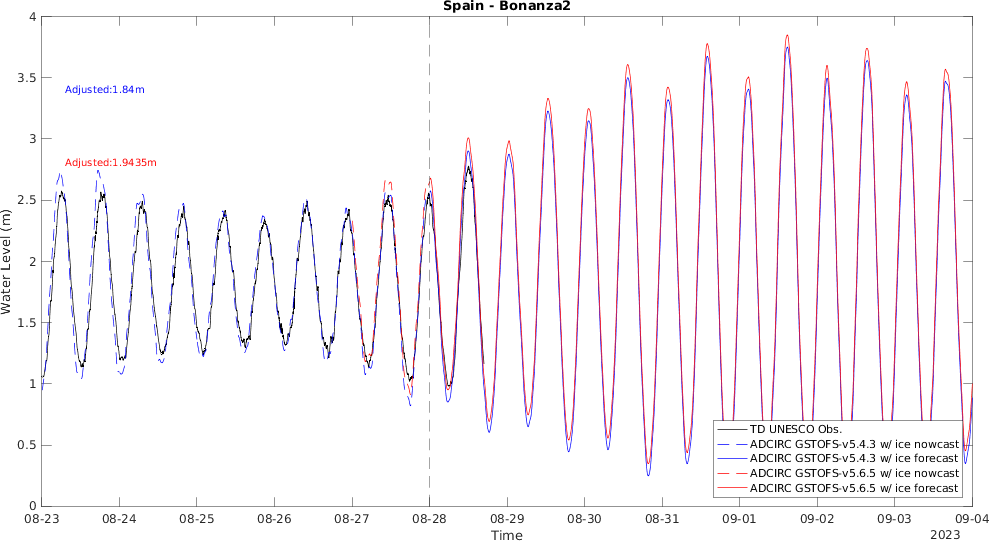 Spain - Bonanza2
4
3.5
3
2.5
2
1.5
1
0.5
0
Water Level (m)
Adjusted:1.84m
Adjusted:1.9435m
TD UNESCO Obs.
ADCIRC GSTOFS-v5.4.3 w/ ice nowcast
ADCIRC GSTOFS-v5.4.3 w/ ice forecast
ADCIRC GSTOFS-v5.6.5 w/ ice nowcast
ADCIRC GSTOFS-v5.6.5 w/ ice forecast
08-23 08-24 08-25 08-26 08-27 08-28 08-29 08-30 08-31 09-01 09-02 09-03 09-04
Time
2023